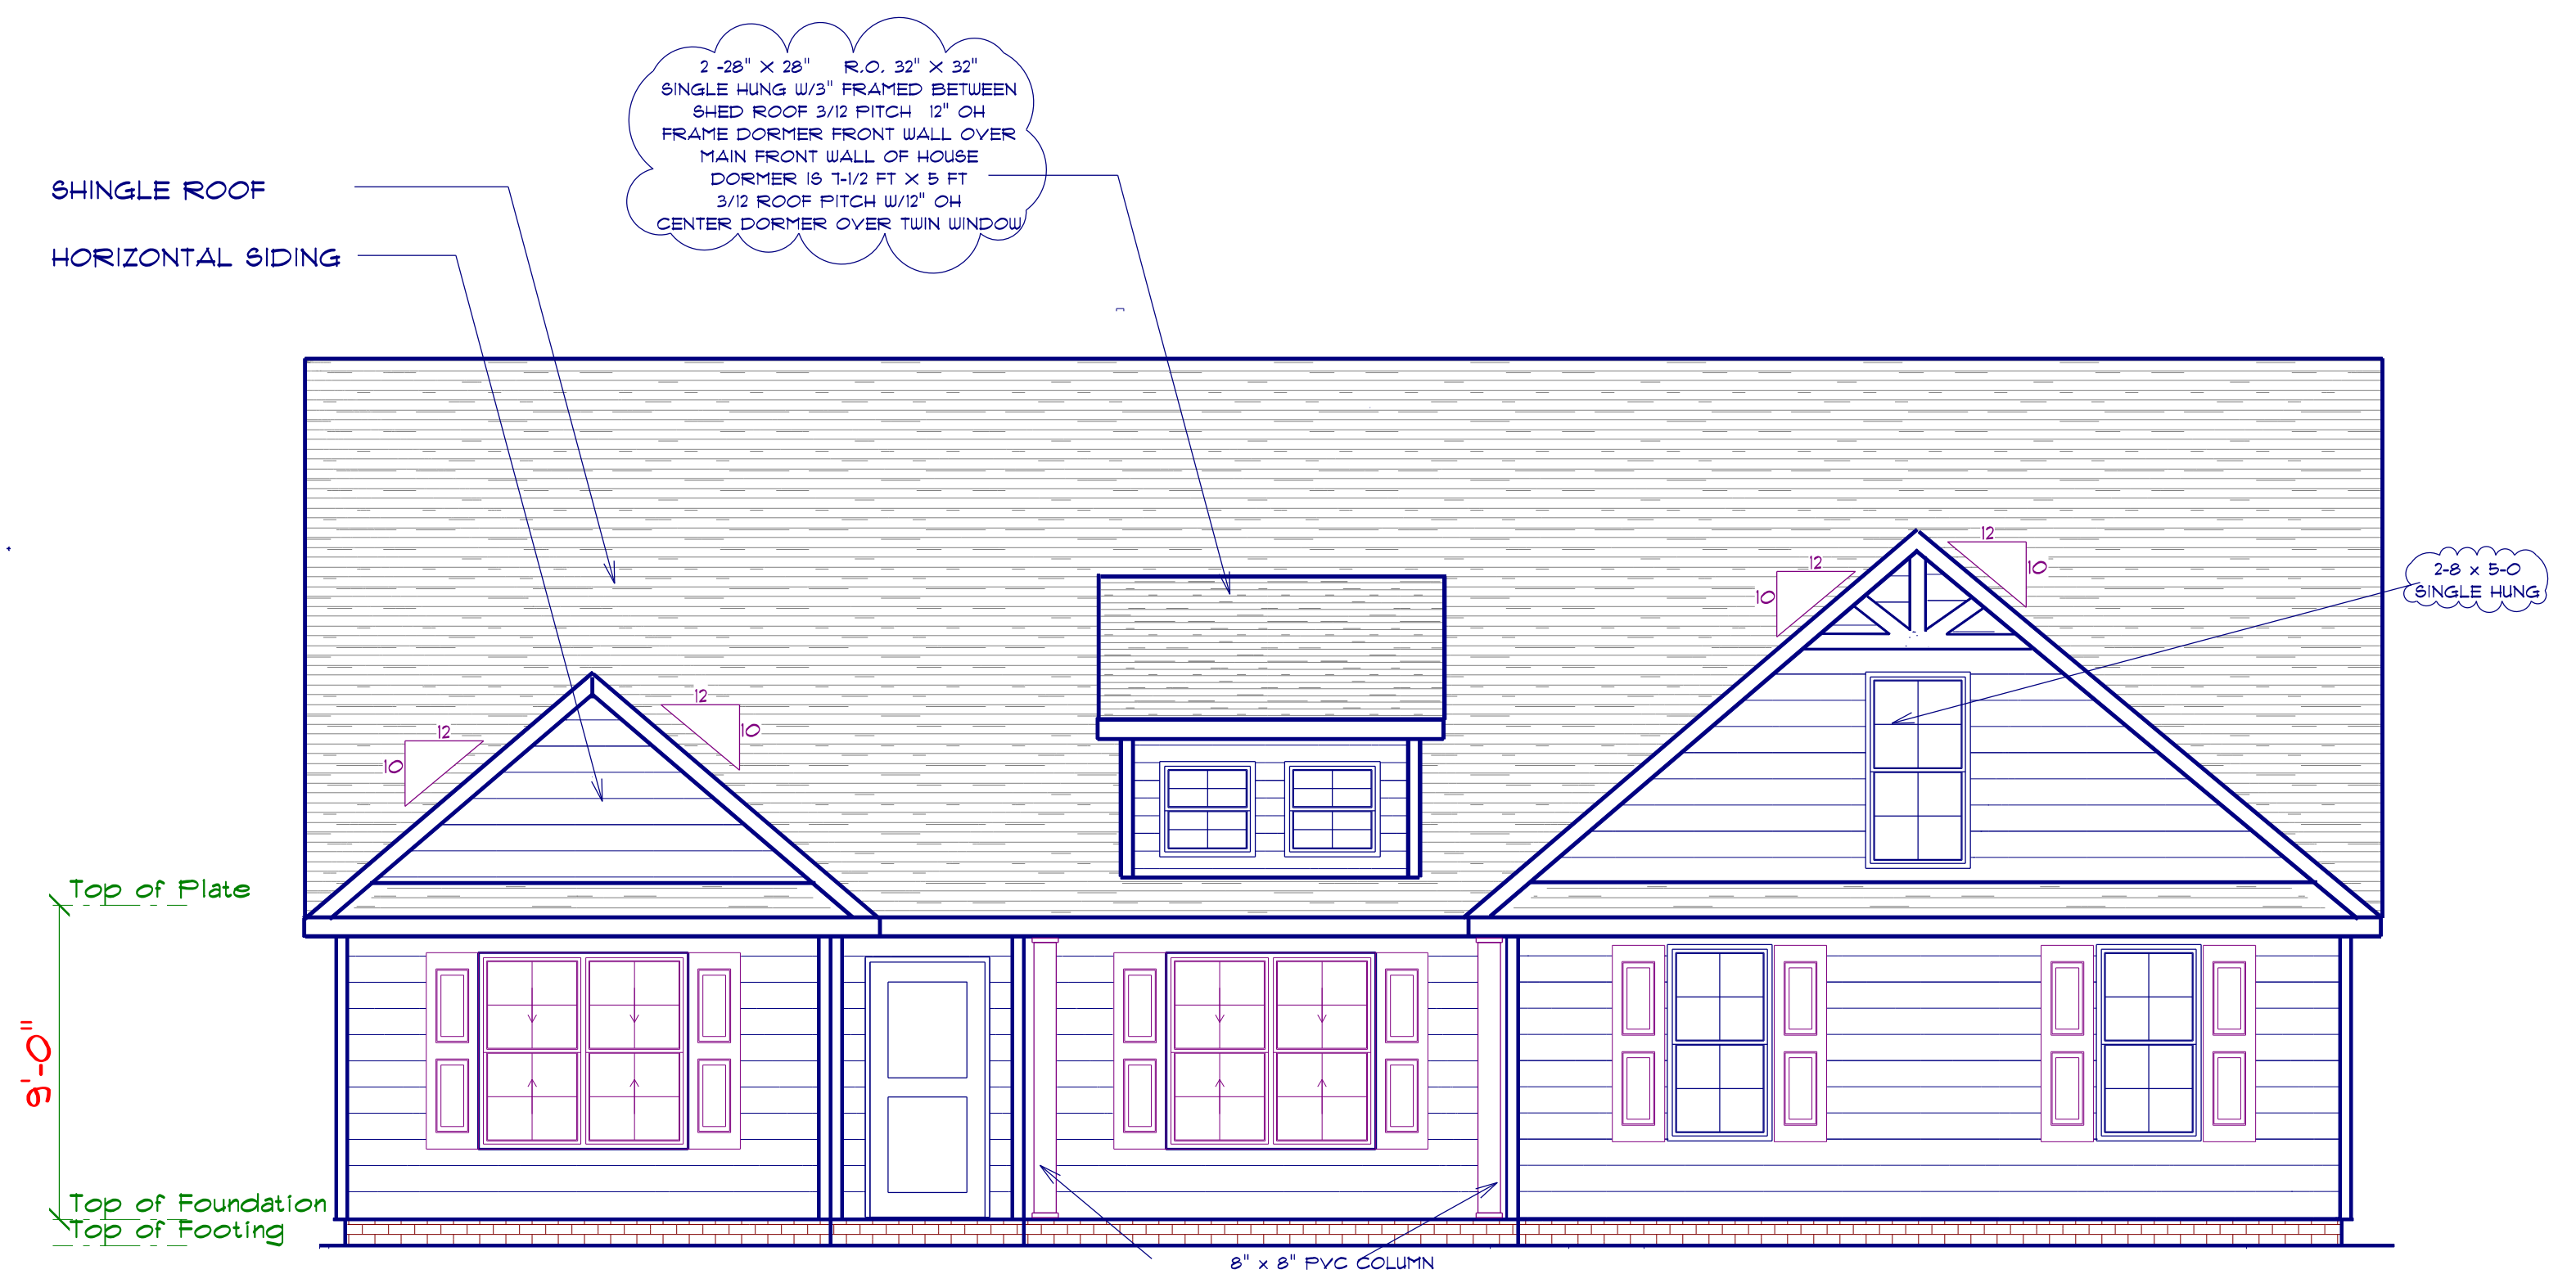 2 -28" X 28" R.O. 32" X 32"
SINGLE HUNG W/3" FRAMED BETWEEN
SHED ROOF 3/12 PITCH 12" OH
FRAME DORMER FRONT WALL OVER
MAIN FRONT WALL OF HOUSE
DORMER IS 7-1/2 FT X 5 FT
3/12 ROOF PITCH W/12" OH
CENTER DORMER OVER TWIN WINDOW
SHINGLE ROOF
HORIZONTAL SIDING
12
10
12
10
2-8 x 5-0
SINGLE HUNG
12
10
12
10
Top of Plate
9'-0"
Top of Foundation
Top of Footing
8" x 8" PVC COLUMN